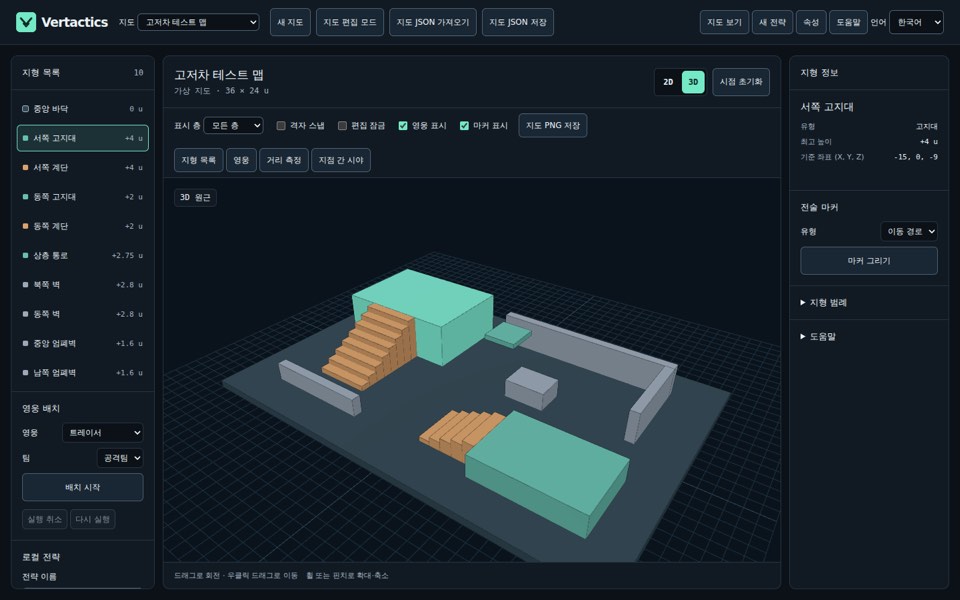 Vertactics
지도
고저차 테스트 맵
새 지도
지도 편집 모드
지도 JSON 가져오기
지도 JSON 저장
지도 보기
새 전략
속성
도움말
언어
한국어
지형 목록
10
중앙 바닥
0 u
서쪽 고지대
+4 u
서쪽 계단
+4 u
동쪽 고지대
+2 u
동쪽 계단
+2 u
상층 통로
+2.75 u
북쪽 벽
+2.8 u
동쪽 벽
+2.8 u
중앙 엄폐벽
+1.6 u
남쪽 엄폐벽
+1.6 u
영웅 배치
영웅
트레이서
팀
공격팀
배치 시작
실행 취소
다시 실행
로컬 전략
전략 이름
고저차 테스트 맵
가상 지도 · 36 × 24 u
2D
3D
시점 초기화
표시 층
모든 층
격자 스냅
편집 잠금
영웅 표시
마커 표시
지도 PNG 저장
지형 목록
영웅
거리 측정
지점 간 시야
3D 원근
드래그로 회전 · 우클릭 드래그로 이동
휠 또는 핀치로 확대·축소
지형 정보
서쪽 고지대
유형
고지대
최고 높이
+4 u
기준 좌표 (X, Y, Z)
-15, 0, -9
전술 마커
유형
이동 경로
마커 그리기
지형 범례
도움말